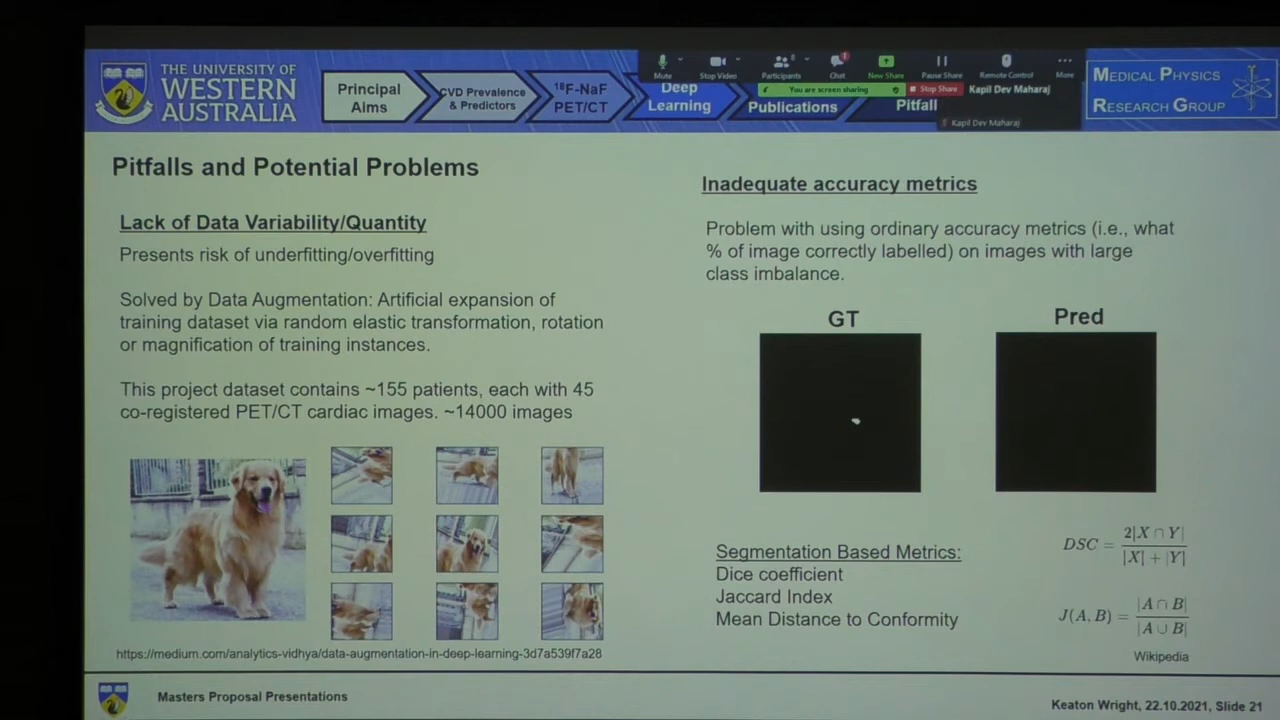 THE UNIVERSITY OF
WESTERN
AUSTRALIA
Principal
Aims
CVD Prevalence
& Predictors
18F-NaF
PET/CT
Deep
Learning
Publications
Pitfall
Mute
Stop Video
8
Participants
1
Chat
New Share
Pause Share
Remote Control
More
You are screen sharing
Stop Share
Kapil Dev Maharaj
Kapil Dev Maharaj
MEDICAL PHYSICS
RESEARCH GROUP
Pitfalls and Potential Problems
Lack of Data Variability/Quantity
Presents risk of underfitting/overfitting
Solved by Data Augmentation: Artificial expansion of
training dataset via random elastic transformation, rotation
or magnification of training instances.
This project dataset contains ~155 patients, each with 45
co-registered PET/CT cardiac images. ~14000 images
https://medium.com/analytics-vidhya/data-augmentation-in-deep-learning-3d7a539f7a28
Inadequate accuracy metrics
Problem with using ordinary accuracy metrics (i.e., what
% of image correctly labelled) on images with large
class imbalance.
GT
Pred
Segmentation Based Metrics:
Dice coefficient
Jaccard Index
Mean Distance to Conformity
DSC = 2|X ∩ Y| / |X| + |Y|
J(A, B) = |A ∩ B| / |A ∪ B|
Wikipedia
Masters Proposal Presentations
Keaton Wright, 22.10.2021, Slide 21